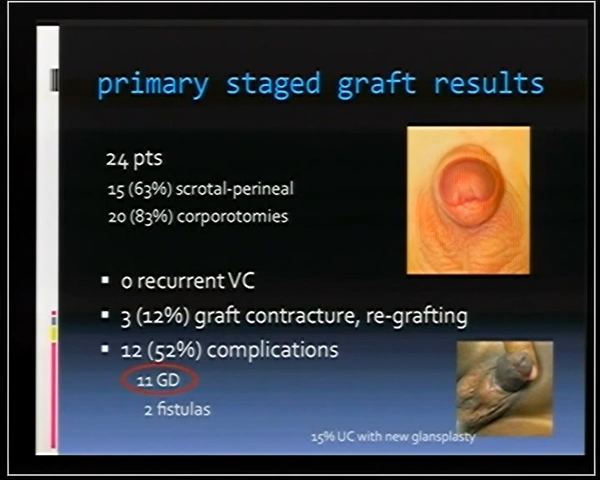 primary staged graft results
24 pts
15 (63%) scrotal-perineal
20 (83%) corporotomies
▪ 0 recurrent VC
▪ 3 (12%) graft contracture, re-grafting
▪ 12 (52%) complications
11 GD
2 fistulas
15% UC with new glansplasty